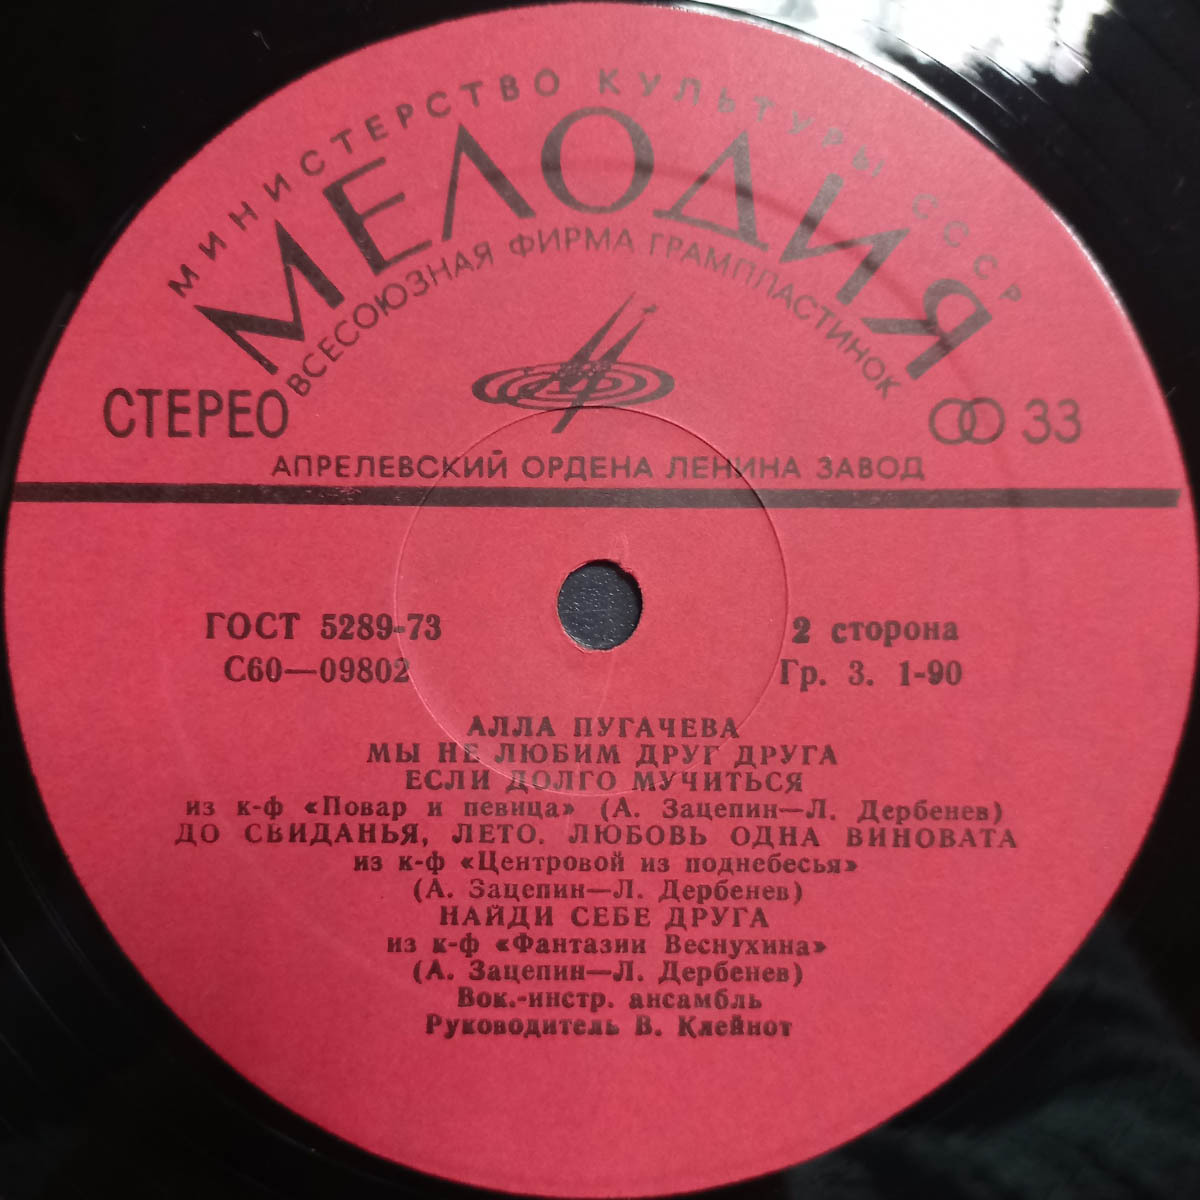 МИНИСТЕРСТВО КУЛЬТУРЫ СССР
МЕЛОДИЯ
ВСЕСОЮЗНАЯ ФИРМА ГРАМПЛАСТИНОК
СТЕРЕО
33
АПРЕЛЕВСКИЙ ОРДЕНА ЛЕНИНА ЗАВОД
ГОСТ 5289-73
2 сторона
С60—09802
Гр. 3. 1-90
АЛЛА ПУГАЧЕВА
МЫ НЕ ЛЮБИМ ДРУГ ДРУГА
ЕСЛИ ДОЛГО МУЧИТЬСЯ
из к-ф «Повар и певица» (А. Зацепин—Л. Дербенев)
ДО СВИДАНЬЯ, ЛЕТО. ЛЮБОВЬ ОДНА ВИНОВАТА
из к-ф «Центровой из поднебесья»
(А. Зацепин—Л. Дербенев)
НАЙДИ СЕБЕ ДРУГА
из к-ф «Фантазии Веснухина»
(А. Зацепин—Л. Дербенев)
Вок.-инстр. ансамбль
Руководитель В. Клейнот